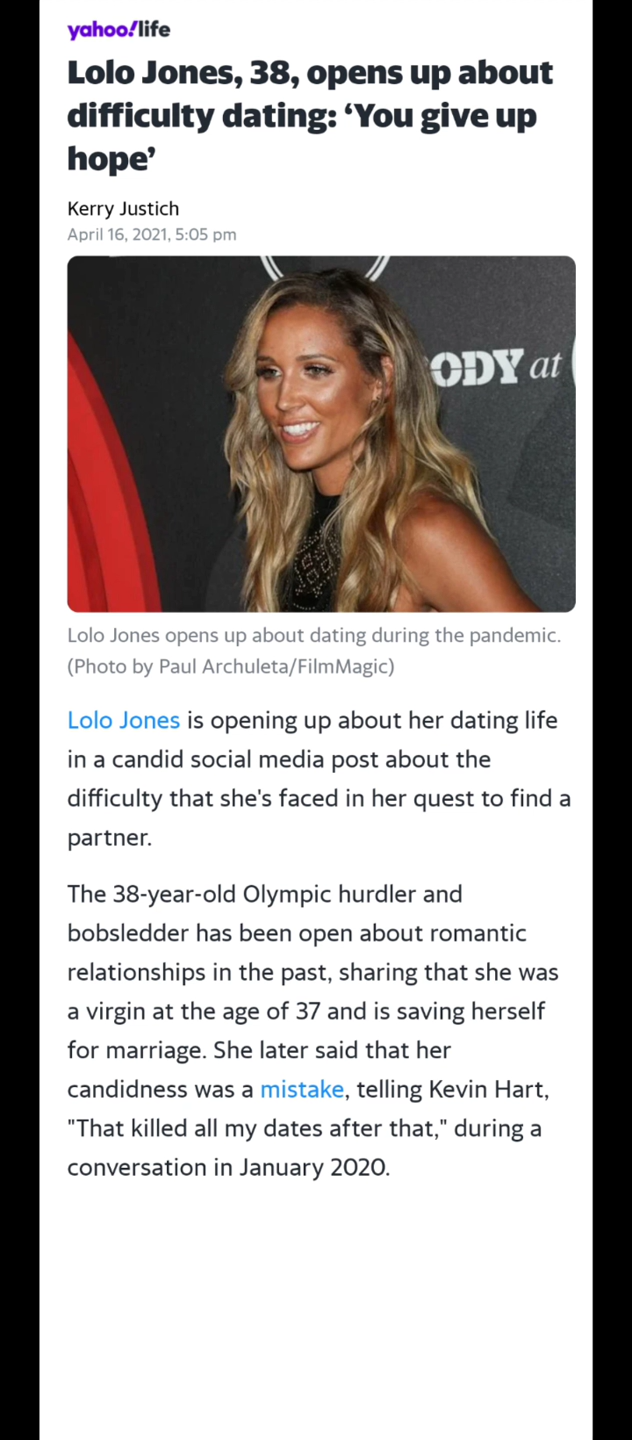 yahoo!life
Lolo Jones, 38, opens up about
difficulty dating: ‘You give up
hope’
Kerry Justich
April 16, 2021, 5:05 pm
ODY at
Lolo Jones opens up about dating during the pandemic.
(Photo by Paul Archuleta/FilmMagic)
Lolo Jones is opening up about her dating life
in a candid social media post about the
difficulty that she's faced in her quest to find a
partner.
The 38-year-old Olympic hurdler and
bobsledder has been open about romantic
relationships in the past, sharing that she was
a virgin at the age of 37 and is saving herself
for marriage. She later said that her
candidness was a mistake, telling Kevin Hart,
"That killed all my dates after that," during a
conversation in January 2020.